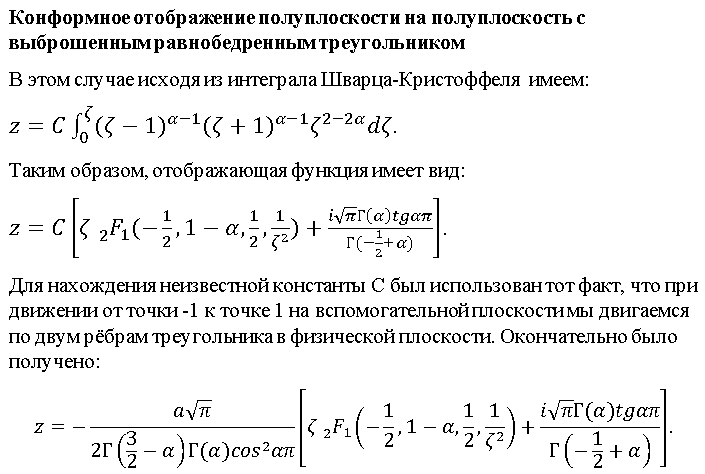 Конформное отображение полуплоскости на полуплоскость с
выброшенным равнобедренным треугольником
В этом случае исходя из интеграла Шварца-Кристоффеля имеем:
$z = C\int_0^{\zeta}(\zeta-1)^{\alpha-1}(\zeta+1)^{\alpha-1}\zeta^{2-2\alpha}d\zeta.$
Таким образом, отображающая функция имеет вид:
$z = C\left[\zeta\ {}_2F_1(-\frac{1}{2},1-\alpha,\frac{1}{2},\frac{1}{\zeta^2})+\frac{i\sqrt{\pi}\Gamma(\alpha)tg\alpha\pi}{\Gamma(-\frac{1}{2}+\alpha)}\right].$
Для нахождения неизвестной константы С был использован тот факт, что при
движении от точки -1 к точке 1 на вспомогательной плоскости мы двигаемся
по двум рёбрам треугольника в физической плоскости. Окончательно было
получено:
$z = -\frac{a\sqrt{\pi}}{2\Gamma\left(\frac{3}{2}-\alpha\right)\Gamma(\alpha)cos^2\alpha\pi}\left[\zeta\ {}_2F_1\left(-\frac{1}{2},1-\alpha,\frac{1}{2},\frac{1}{\zeta^2}\right)+\frac{i\sqrt{\pi}\Gamma(\alpha)tg\alpha\pi}{\Gamma\left(-\frac{1}{2}+\alpha\right)}\right].$